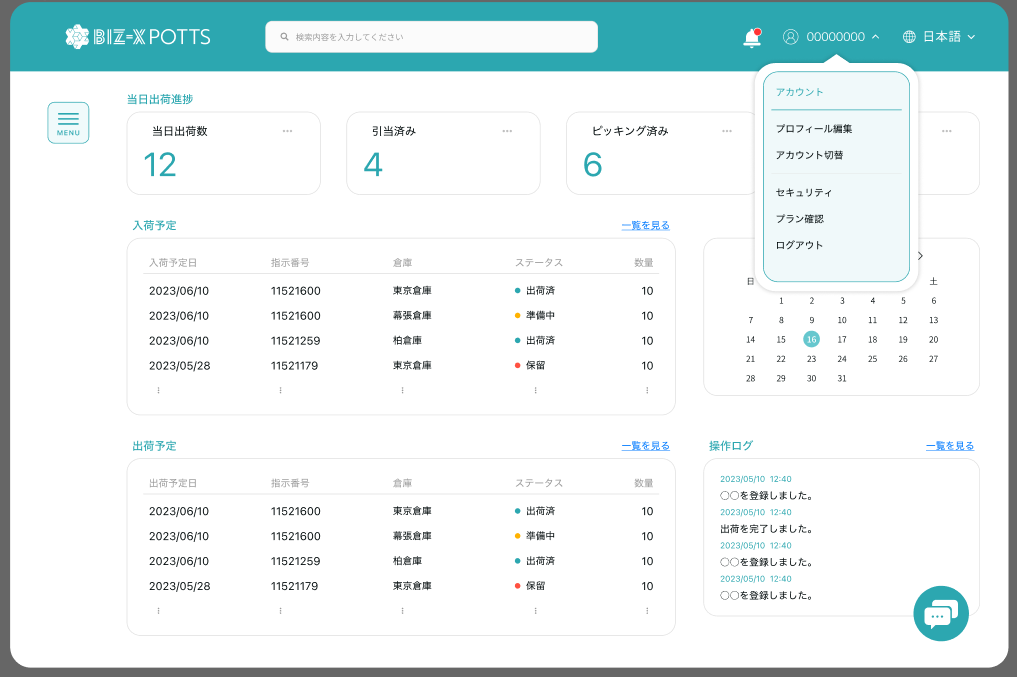 BIZ-X POTTS
検索内容を入力してください
00000000
日本語
アカウント
プロフィール編集
アカウント切替
セキュリティ
プラン確認
ログアウト
MENU
当日出荷進捗
当日出荷数 ...
12
引当済み ...
4
ピッキング済み ...
6
...
入荷予定 一覧を見る
入荷予定日 指示番号 倉庫 ステータス 数量
2023/06/10 11521600 東京倉庫 出荷済 10
2023/06/10 11521600 幕張倉庫 準備中 10
2023/06/10 11521259 柏倉庫 出荷済 10
2023/05/28 11521179 東京倉庫 保留 10
日 土
1 2 3 4 5 6
7 8 9 10 11 12 13
14 15 16 17 18 19 20
21 22 23 24 25 26 27
28 29 30 31
出荷予定 一覧を見る
出荷予定日 指示番号 倉庫 ステータス 数量
2023/06/10 11521600 東京倉庫 出荷済 10
2023/06/10 11521600 幕張倉庫 準備中 10
2023/06/10 11521259 柏倉庫 出荷済 10
2023/05/28 11521179 東京倉庫 保留 10
操作ログ 一覧を見る
2023/05/10 12:40
〇〇を登録しました。
2023/05/10 12:40
出荷を完了しました。
2023/05/10 12:40
〇〇を登録しました。
2023/05/10 12:40
〇〇を登録しました。